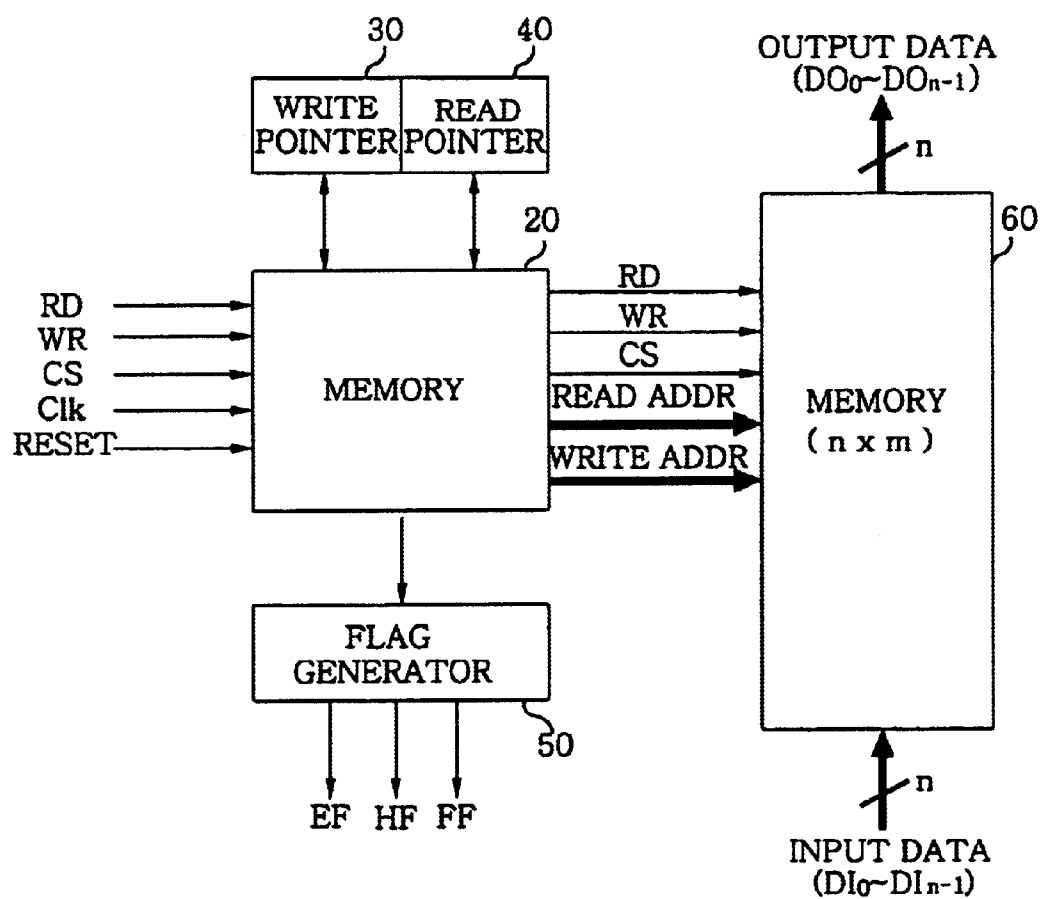 30
40
OUTPUT DATA
(DO0~DOn-1)
WRITE
POINTER
READ
POINTER
n
20
60
RD
WR
CS
Clk
RESET
MEMORY
RD
WR
CS
READ ADDR
WRITE ADDR
MEMORY
( n x m )
FLAG
GENERATOR
50
EF
HF
FF
n
INPUT DATA
(DI0~DIn-1)